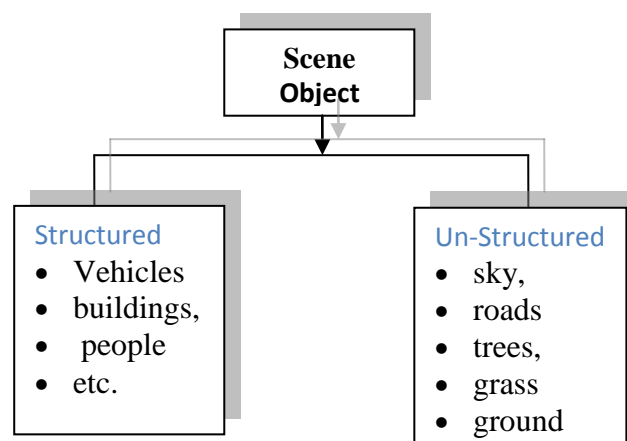 Scene
Object
Structured
• Vehicles
• buildings,
• people
• etc.
Un-Structured
• sky,
• roads
• trees,
• grass
• ground